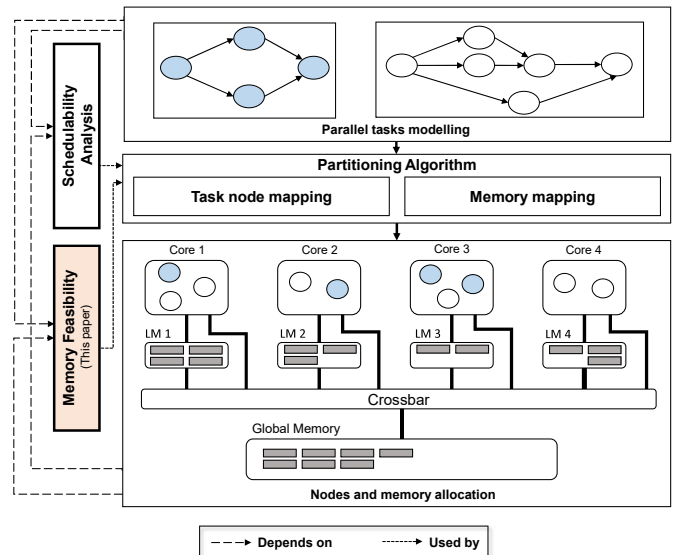 Parallel tasks modelling
Schedulability
Analysis
Partitioning Algorithm
Task node mapping
Memory mapping
Memory Feasibility
(This paper)
Core 1
Core 2
Core 3
Core 4
LM 1
LM 2
LM 3
LM 4
Crossbar
Global Memory
Nodes and memory allocation
Depends on
Used by